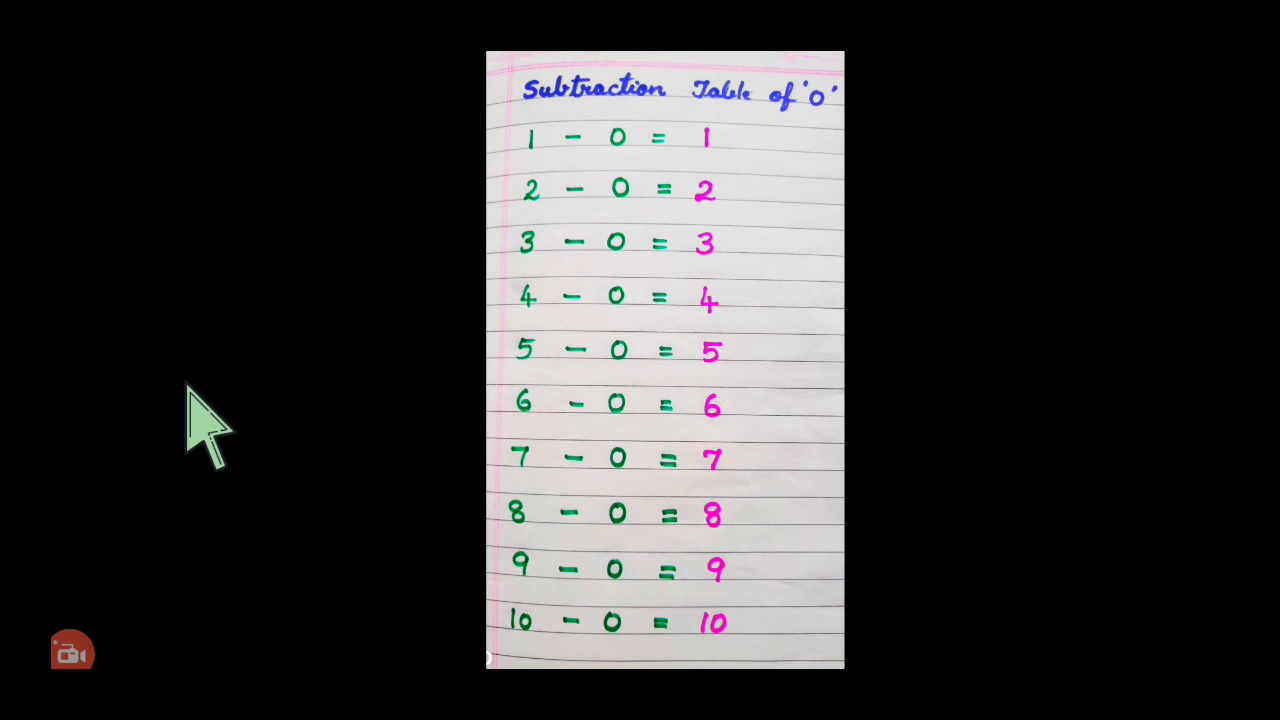 Subtraction Table of '0'
1 - 0 = 1
2 - 0 = 2
3 - 0 = 3
4 - 0 = 4
5 - 0 = 5
6 - 0 = 6
7 - 0 = 7
8 - 0 = 8
9 - 0 = 9
10 - 0 = 10